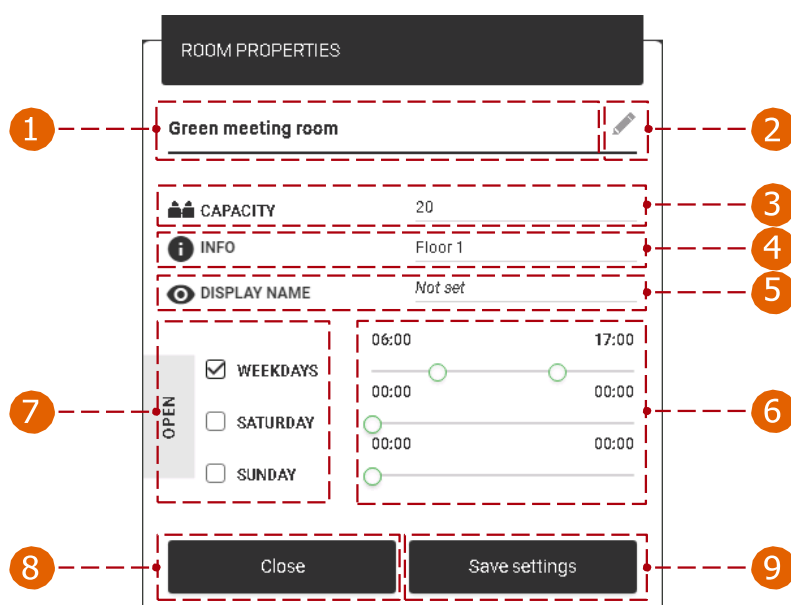 ROOM PROPERTIES
1
Green meeting room
2
CAPACITY 20
3
INFO Floor 1
4
DISPLAY NAME Not set
5
06:00 17:00
WEEKDAYS
00:00 00:00
7
OPEN
SATURDAY
6
00:00 00:00
SUNDAY
8
Close
Save settings
9